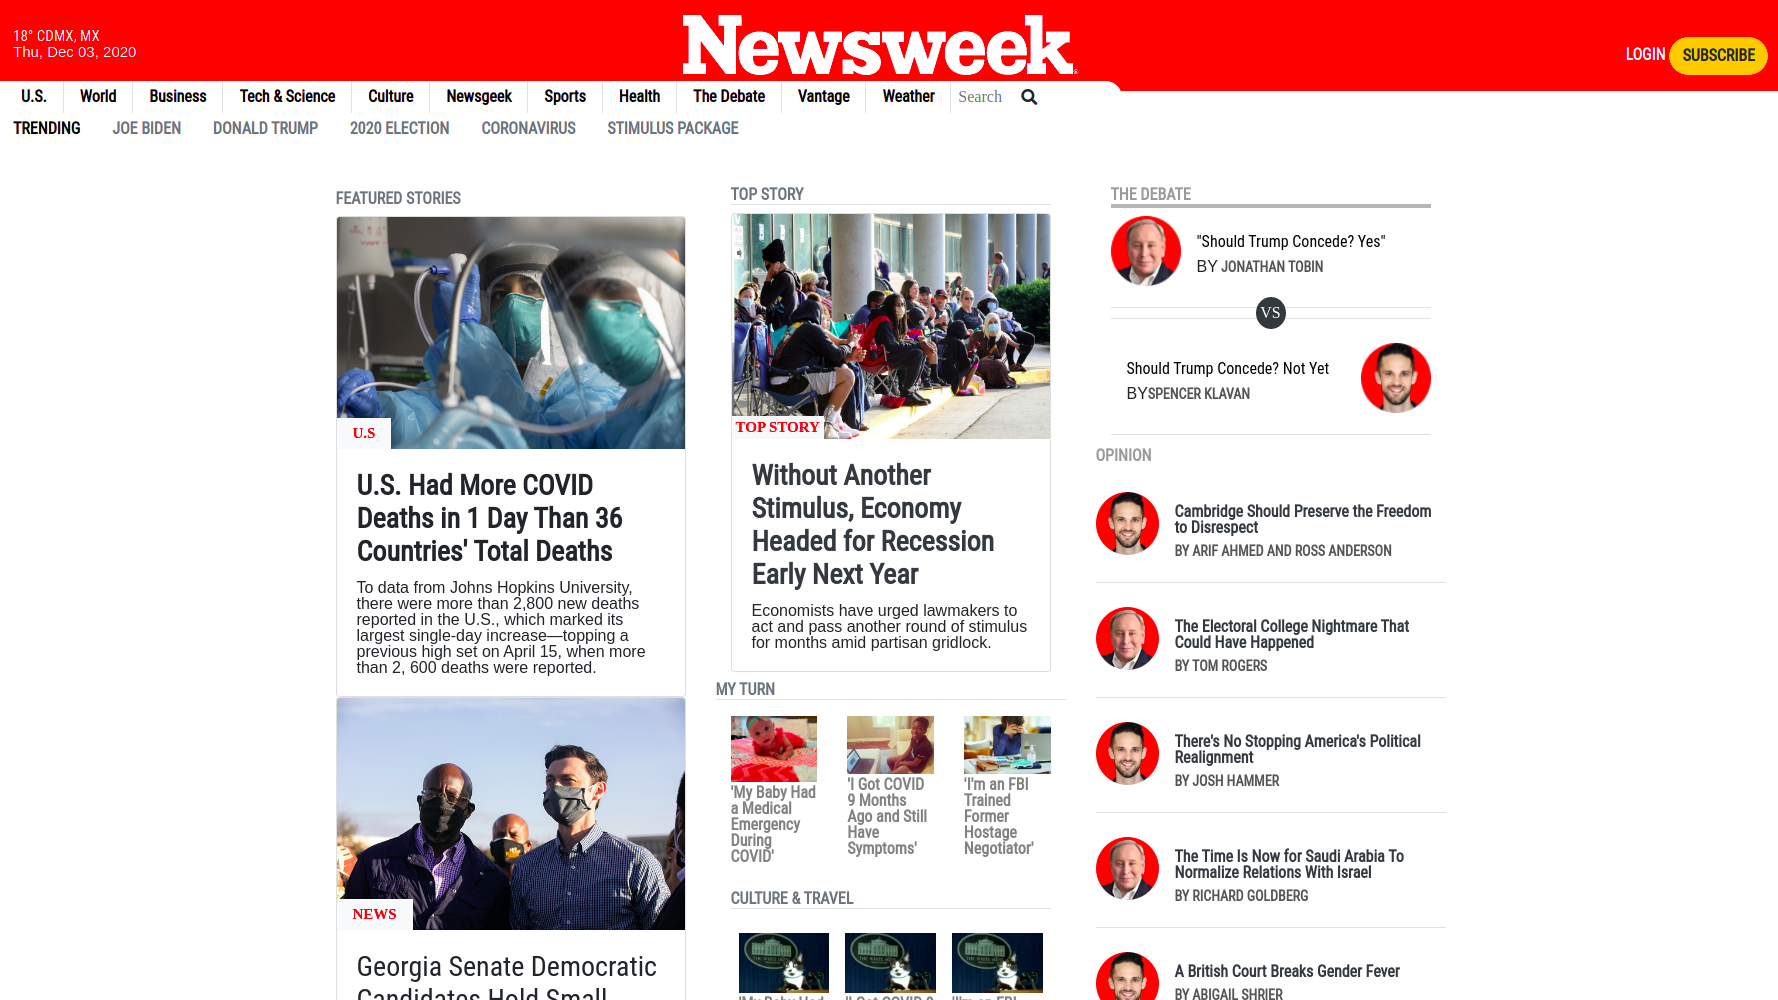 18° CDMX, MX
Thu, Dec 03, 2020
Newsweek
LOGIN
SUBSCRIBE
U.S.
World
Business
Tech & Science
Culture
Newsgeek
Sports
Health
The Debate
Vantage
Weather
Search
TRENDING
JOE BIDEN
DONALD TRUMP
2020 ELECTION
CORONAVIRUS
STIMULUS PACKAGE
FEATURED STORIES
U.S
U.S. Had More COVID
Deaths in 1 Day Than 36
Countries' Total Deaths
To data from Johns Hopkins University,
there were more than 2,800 new deaths
reported in the U.S., which marked its
largest single-day increase—topping a
previous high set on April 15, when more
than 2, 600 deaths were reported.
NEWS
Georgia Senate Democratic
Candidates Hold Small
TOP STORY
TOP STORY
Without Another
Stimulus, Economy
Headed for Recession
Early Next Year
Economists have urged lawmakers to
act and pass another round of stimulus
for months amid partisan gridlock.
MY TURN
'My Baby Had
a Medical
Emergency
During
COVID'
'I Got COVID
9 Months
Ago and Still
Have
Symptoms'
'I'm an FBI
Trained
Former
Hostage
Negotiator'
CULTURE & TRAVEL
'My Baby Had
'I Got COVID 9
'I'm an FBI
THE DEBATE
"Should Trump Concede? Yes"
BY JONATHAN TOBIN
VS
Should Trump Concede? Not Yet
BYSPENCER KLAVAN
OPINION
Cambridge Should Preserve the Freedom
to Disrespect
BY ARIF AHMED AND ROSS ANDERSON
The Electoral College Nightmare That
Could Have Happened
BY TOM ROGERS
There's No Stopping America's Political
Realignment
BY JOSH HAMMER
The Time Is Now for Saudi Arabia To
Normalize Relations With Israel
BY RICHARD GOLDBERG
A British Court Breaks Gender Fever
BY ABIGAIL SHRIER